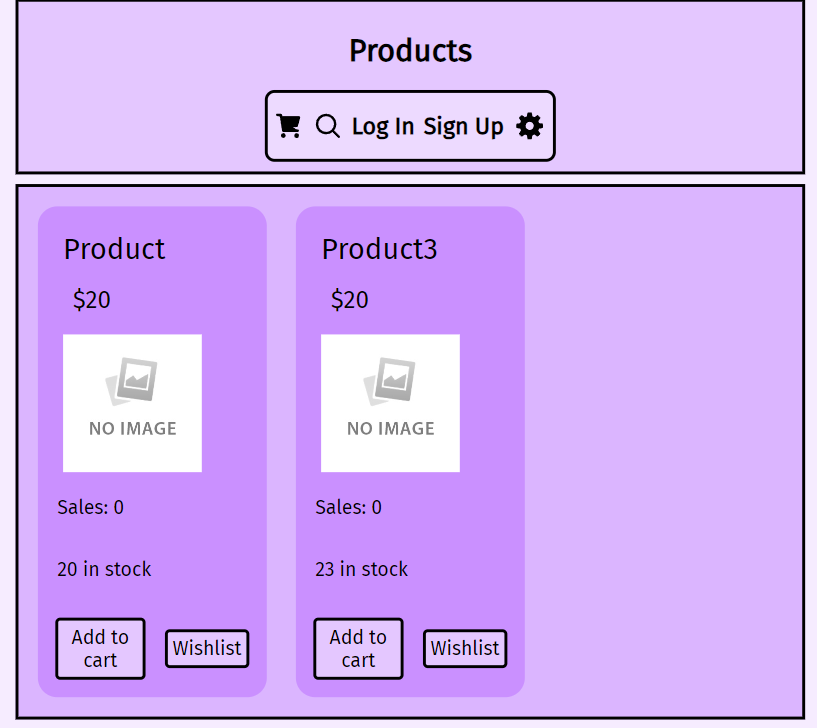 Products
Log In Sign Up
Product
$20
NO IMAGE
Sales: 0
20 in stock
Add to
cart
Wishlist
Product3
$20
NO IMAGE
Sales: 0
23 in stock
Add to
cart
Wishlist